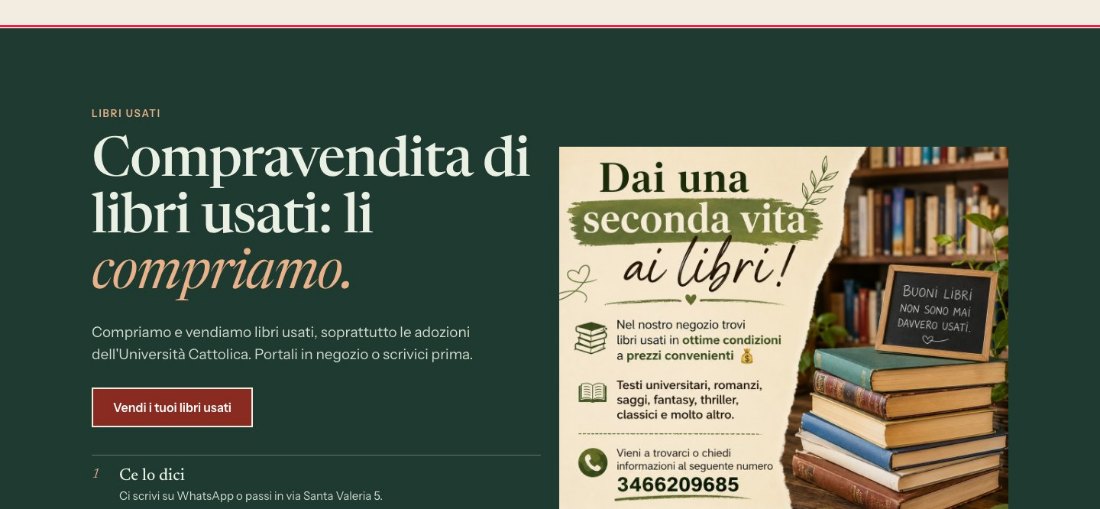 LIBRI USATI
Compravendita di
libri usati: li
compriamo.
Compriamo e vendiamo libri usati, soprattutto le adozioni
dell'Università Cattolica. Portali in negozio o scrivici prima.
Vendi i tuoi libri usati
1 Ce lo dici
Ci scrivi su WhatsApp o passi in via Santa Valeria 5.
Dai una
seconda vita
ai libri!
Nel nostro negozio trovi
libri usati in ottime condizioni
a prezzi convenienti 💰
Testi universitari, romanzi,
saggi, fantasy, thriller,
classici e molto altro.
Vieni a trovarci o chiedi
informazioni al seguente numero
3466209685
BUONI LIBRI
NON SONO MAI
DAVVERO USATI.